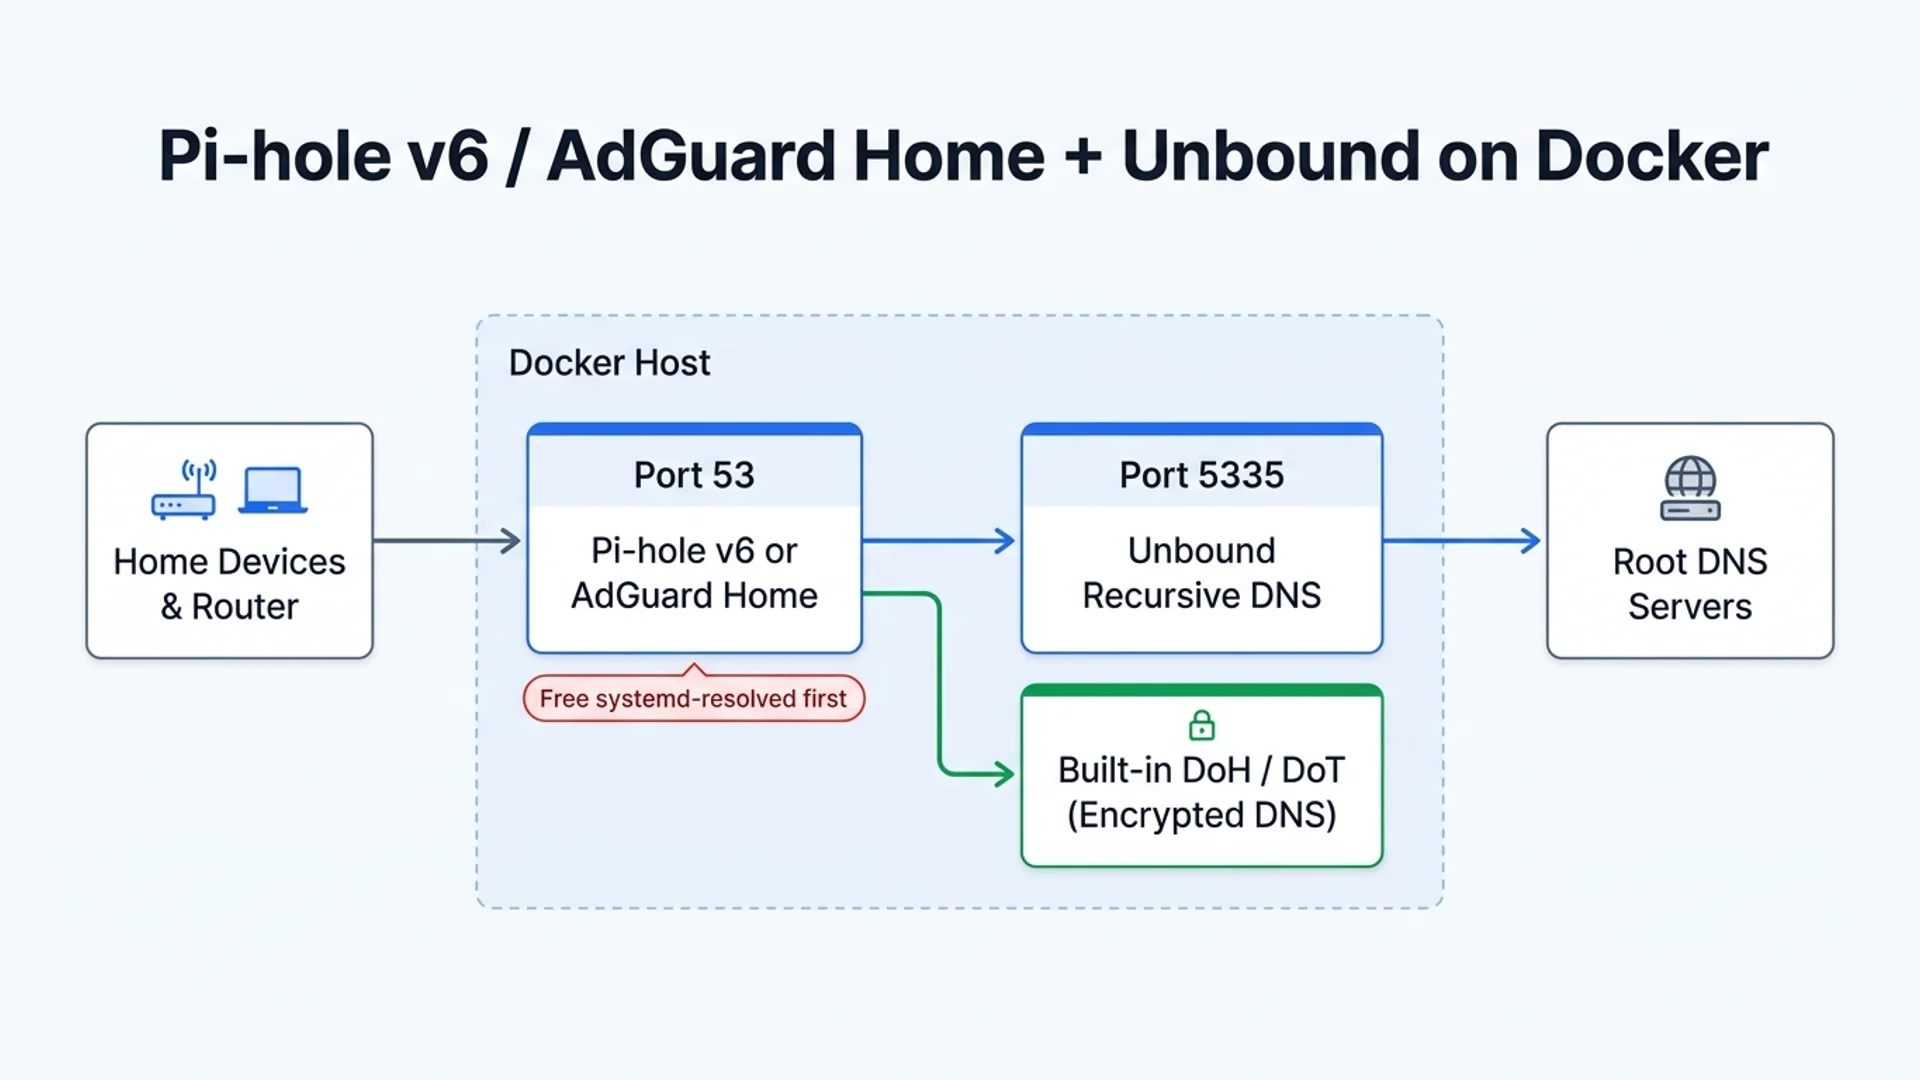 Pi-hole v6 / AdGuard Home + Unbound on Docker
Docker Host
Home Devices
& Router
Port 53
Pi-hole v6 or
AdGuard Home
Free systemd-resolved first
Port 5335
Unbound
Recursive DNS
Built-in DoH / DoT
(Encrypted DNS)
Root DNS
Servers